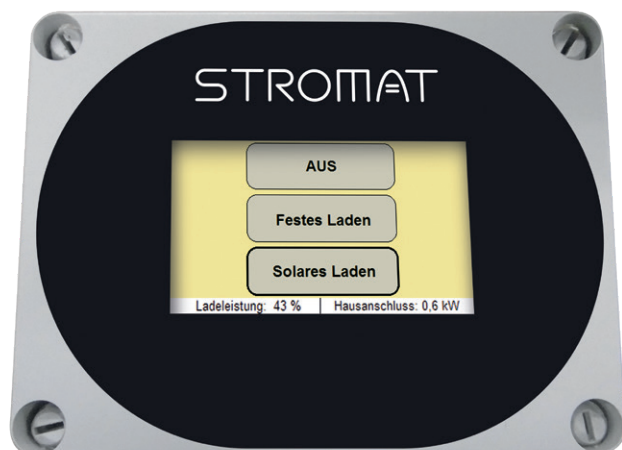 STROMAT
AUS
Festes Laden
Solares Laden
Ladeleistung: 43 % | Hausanschluss: 0,6 kW